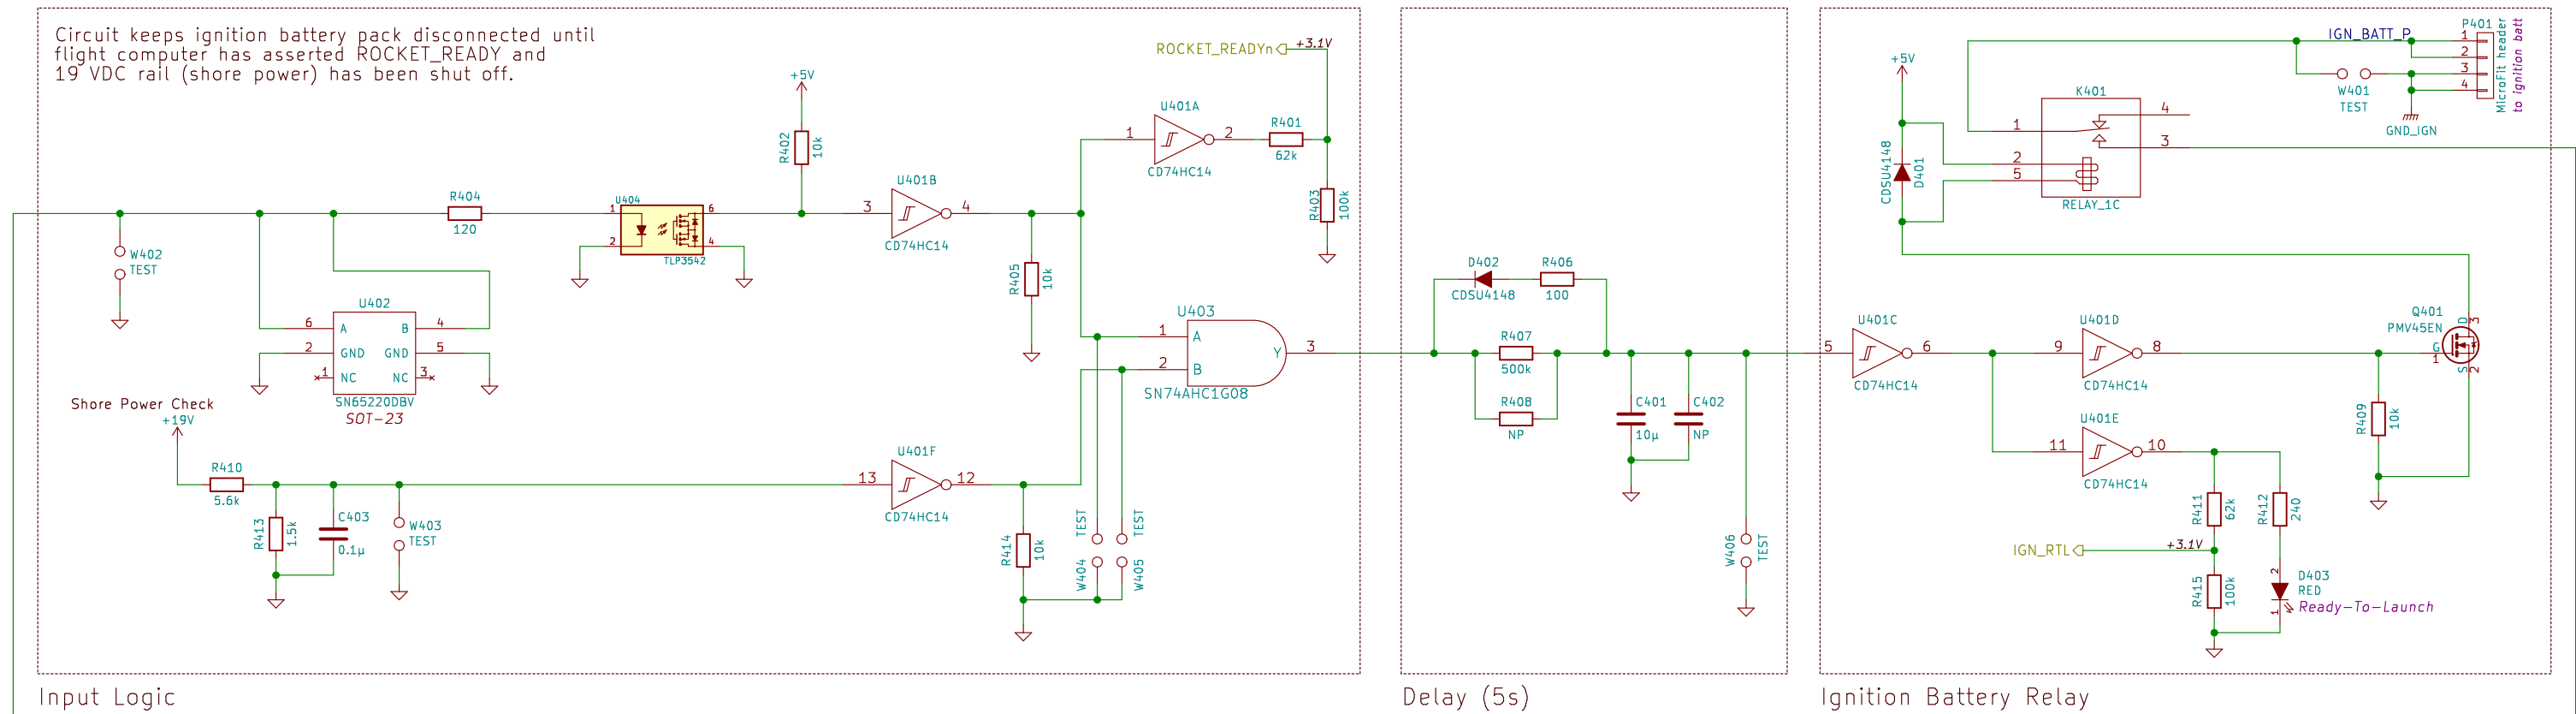 Circuit keeps ignition battery pack disconnected until
flight computer has asserted ROCKET_READY and
19 VDC rail (shore power) has been shut off.
ROCKET_READYn
+3.1V
+5V
R402
10k
U401A
1
2
CD74HC14
R401
62k
R403
100k
R404
120
U404
1
2
6
4
TLP3542
U401B
3
4
CD74HC14
R405
10k
W402
TEST
U402
6
A
B
4
2
GND
GND
5
1
NC
NC
3
SN65220DBV
SOT-23
U403
1
A
2
B
Y
3
SN74AHC1G08
Shore Power Check
+19V
R410
5.6k
R413
1.5k
C403
0.1µ
W403
TEST
U401F
13
12
CD74HC14
R414
10k
TEST
W404
TEST
W405
Input Logic
D402
CDSU4148
R406
100
R407
500k
R408
NP
C401
10µ
C402
NP
W406
TEST
Delay (5s)
+5V
CDSU4148
D401
K401
1
2
5
4
3
RELAY_1C
IGN_BATT_P
W401
TEST
GND_IGN
P401
1
2
3
4
MicroFit header
to ignition batt
U401C
5
6
CD74HC14
U401D
9
8
CD74HC14
Q401
PMV45EN
D
3
G
1
S
2
R409
10k
U401E
11
10
CD74HC14
R411
62k
R412
240
IGN_RTL
+3.1V
R415
100k
2
1
D403
RED
Ready-To-Launch
Ignition Battery Relay